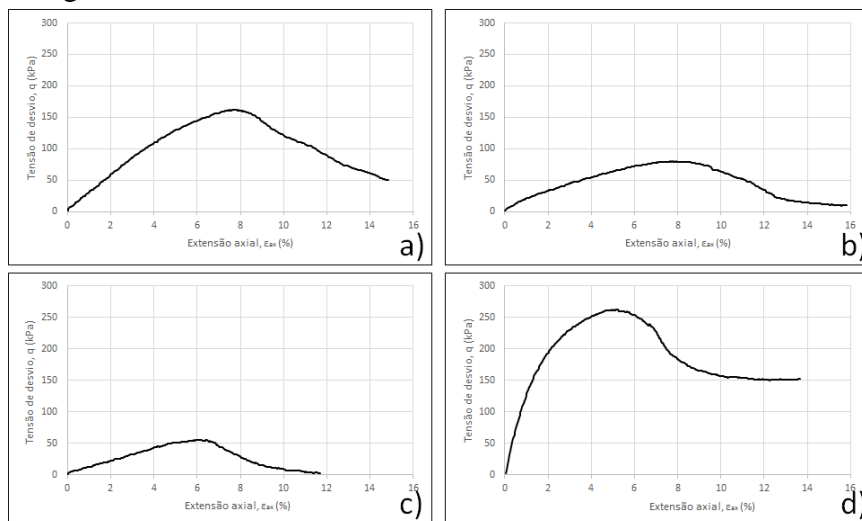 300
250
200
150
100
50
0
Tensão de desvio, q (kPa)
0 2 4 6 8 10 12 14 16
Extensão axial, εax (%)
a)
300
250
200
150
100
50
0
Tensão de desvio, q (kPa)
0 2 4 6 8 10 12 14 16
Extensão axial, εax (%)
b)
300
250
200
150
100
50
0
Tensão de desvio, q (kPa)
0 2 4 6 8 10 12 14 16
Extensão axial, εax (%)
c)
300
250
200
150
100
50
0
Tensão de desvio, q (kPa)
0 2 4 6 8 10 12 14 16
Extensão axial, εax (%)
d)